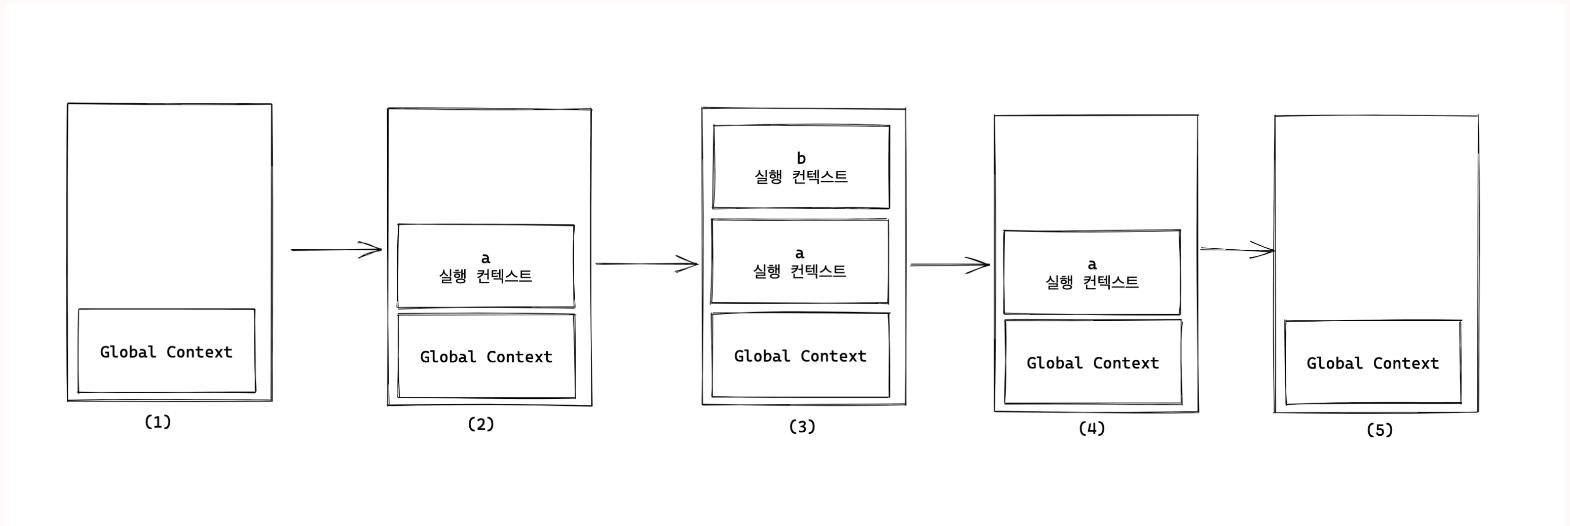 Global Context
(1)
a
실행 컨텍스트
Global Context
(2)
b
실행 컨텍스트
a
실행 컨텍스트
Global Context
(3)
a
실행 컨텍스트
Global Context
(4)
Global Context
(5)